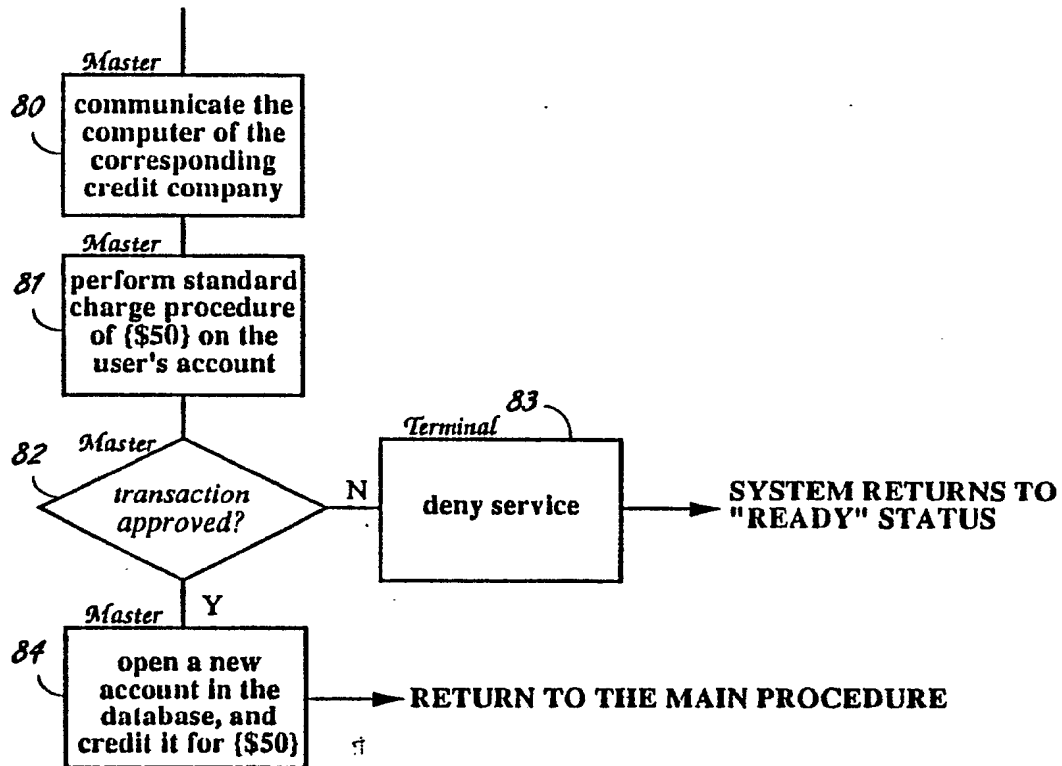 Master
80
communicate the
computer of the
corresponding
credit company
Master
81
perform standard
charge procedure
of {$50} on the
user's account
Master
82
transaction
approved?
N
83
Terminal
deny service
SYSTEM RETURNS TO
"READY" STATUS
Y
Master
84
open a new
account in the
database, and
credit it for {$50}
RETURN TO THE MAIN PROCEDURE